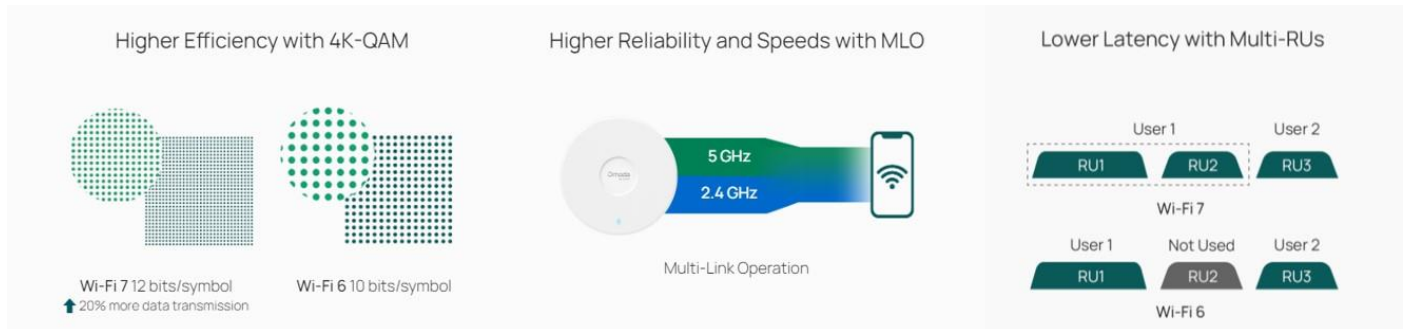 Higher Efficiency with 4K-QAM
Wi-Fi 7 12 bits/symbol
20% more data transmission
Wi-Fi 6 10 bits/symbol
Higher Reliability and Speeds with MLO
Omada
5 GHz
2.4 GHz
Multi-Link Operation
Lower Latency with Multi-RUs
User 1 User 2
RU1 RU2 RU3
Wi-Fi 7
User 1 Not Used User 2
RU1 RU2 RU3
Wi-Fi 6